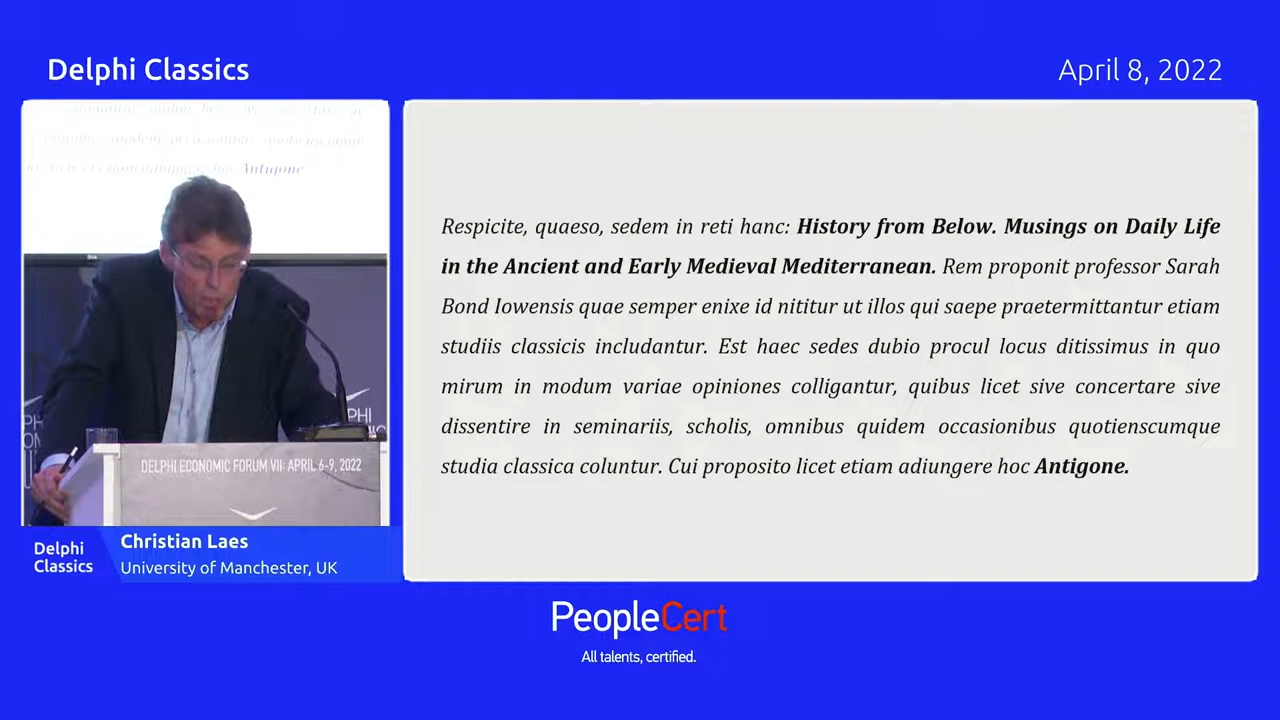 Delphi Classics
April 8, 2022
Antigone
Respicite, quaeso, sedem in reti hanc: History from Below. Musings on Daily Life
in the Ancient and Early Medieval Mediterranean. Rem proponit professor Sarah
Bond Iowensis quae semper enixe id nititur ut illos qui saepe praetermittantur etiam
studiis classicis includantur. Est haec sedes dubio procul locus ditissimus in quo
mirum in modum variae opiniones colligantur, quibus licet sive concertare sive
dissentire in seminariis, scholis, omnibus quidem occasionibus quotienscumque
studia classica coluntur. Cui proposito licet etiam adiungere hoc Antigone.
DELPHI ECONOMIC FORUM VII: APRIL 6-9, 2022
Delphi
Classics
Christian Laes
University of Manchester, UK
PeopleCert
All talents, certified.